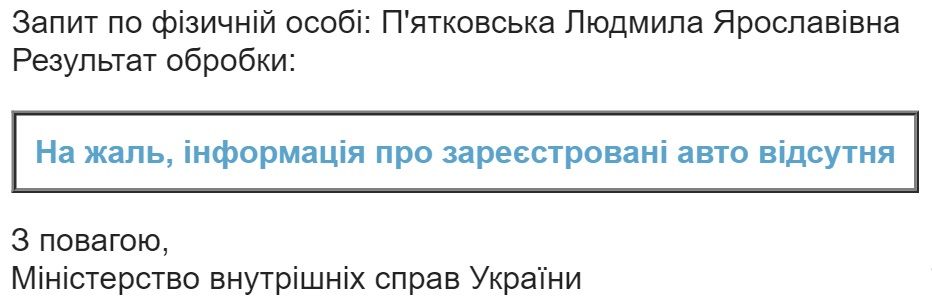 Запит по фізичній особі: П'ятковська Людмила Ярославівна
Результат обробки:
На жаль, інформація про зареєстровані авто відсутня
З повагою,
Міністерство внутрішніх справ України